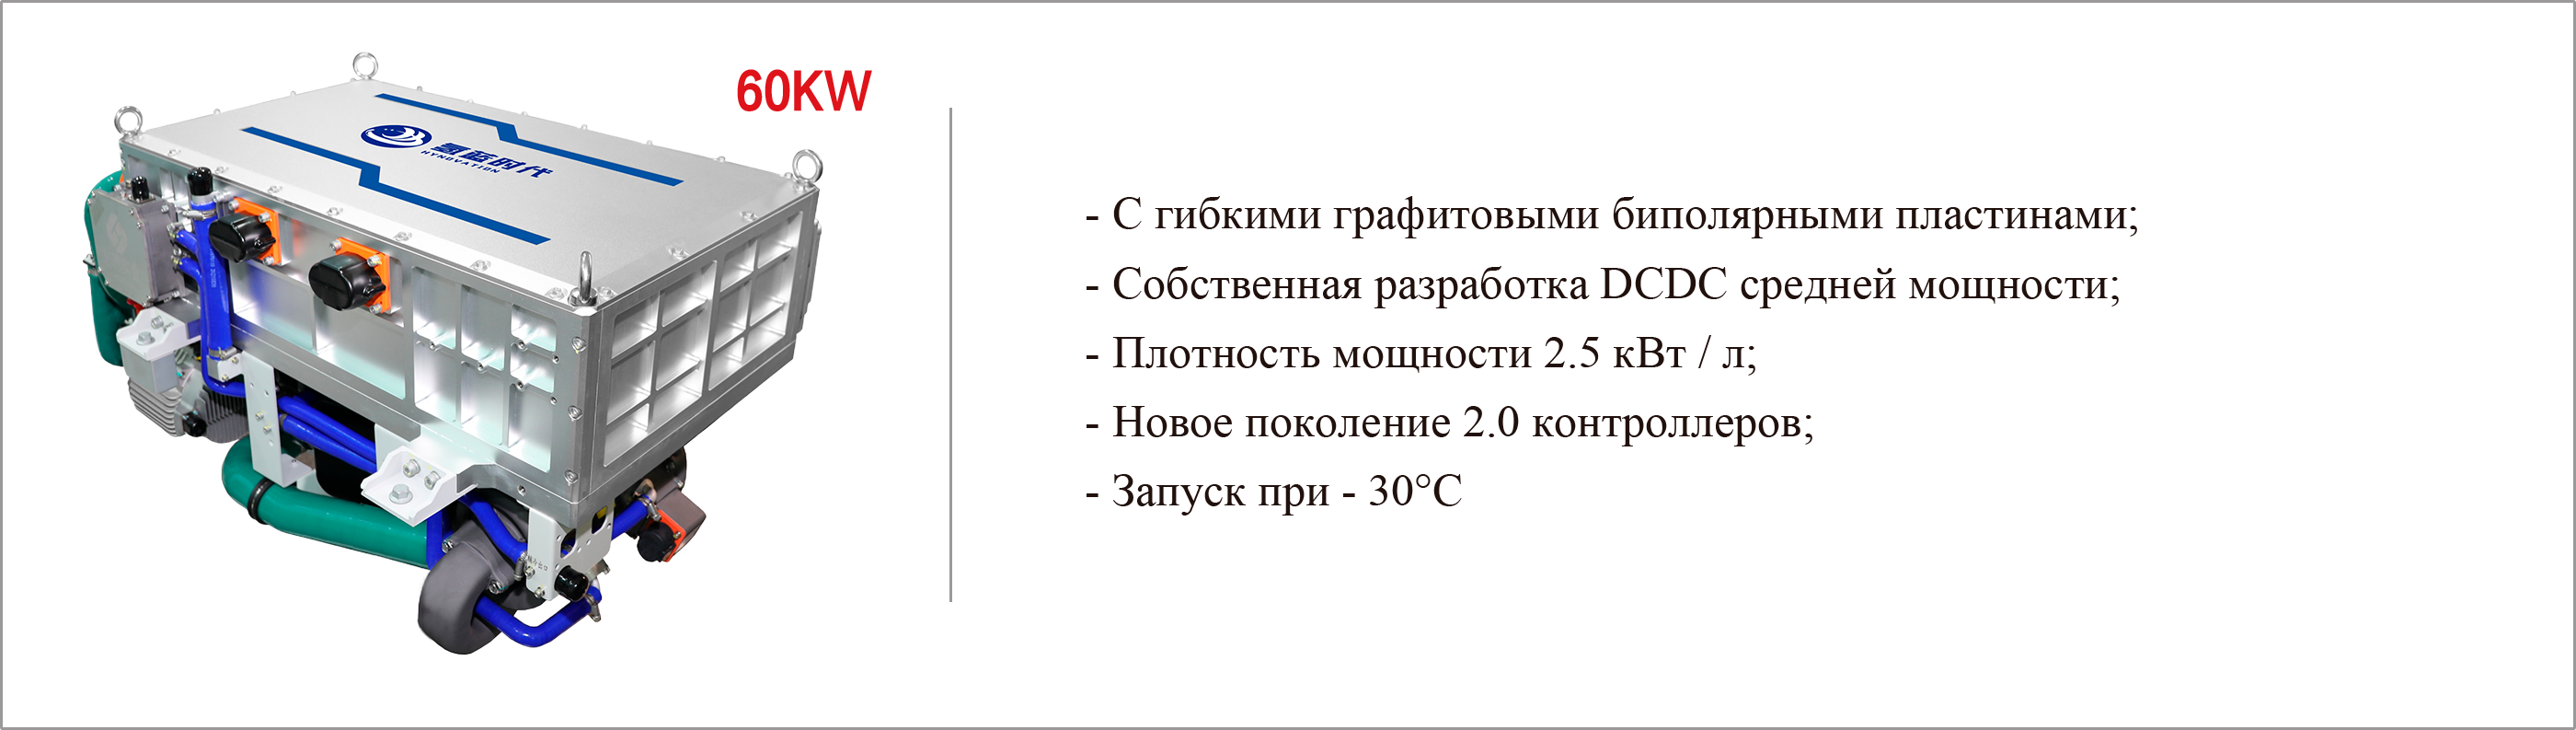 60KW
氢蓝时代
HYNOVATION
- С гибкими графитовыми биполярными пластинами;
- Собственная разработка DCDC средней мощности;
- Плотность мощности 2.5 кВт / л;
- Новое поколение 2.0 контроллеров;
- Запуск при - 30°C